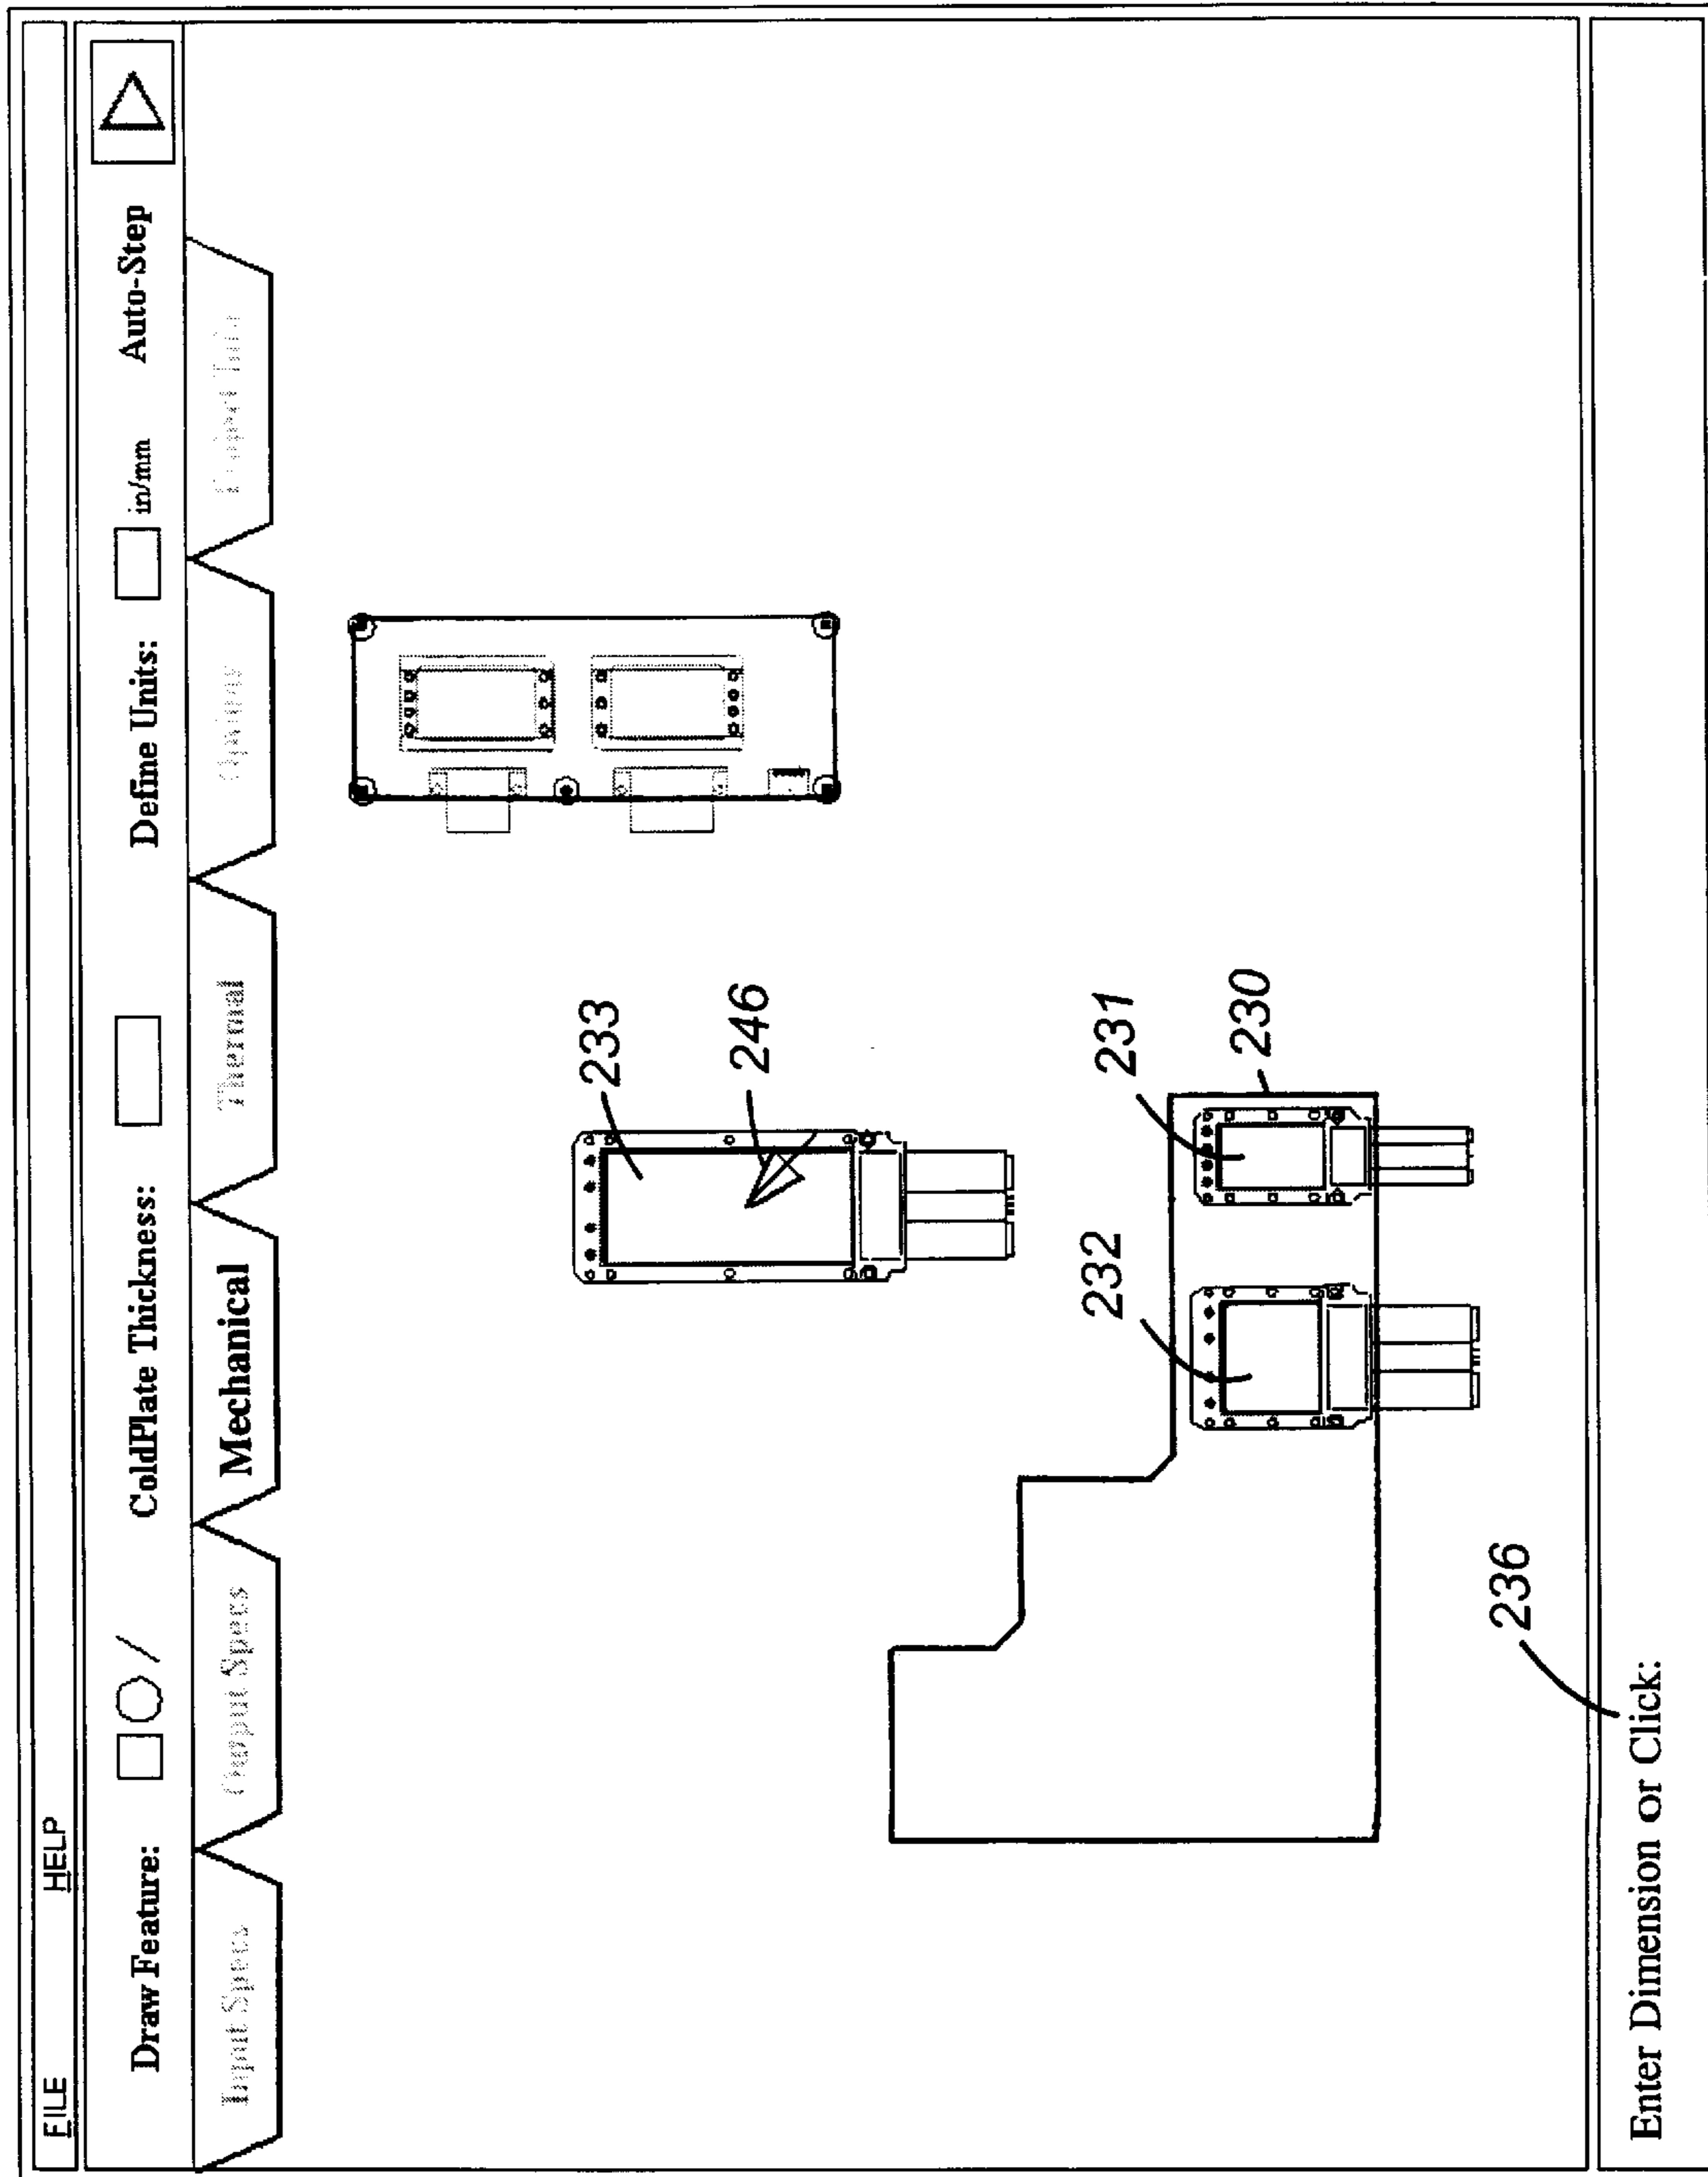 FILE HELP
Draw Feature: ColdPlate Thickness: Define Units: in/mm Auto-Step
Input Specs Output Specs Mechanical Thermal
233
246
231
232
230
236
Enter Dimension or Click: